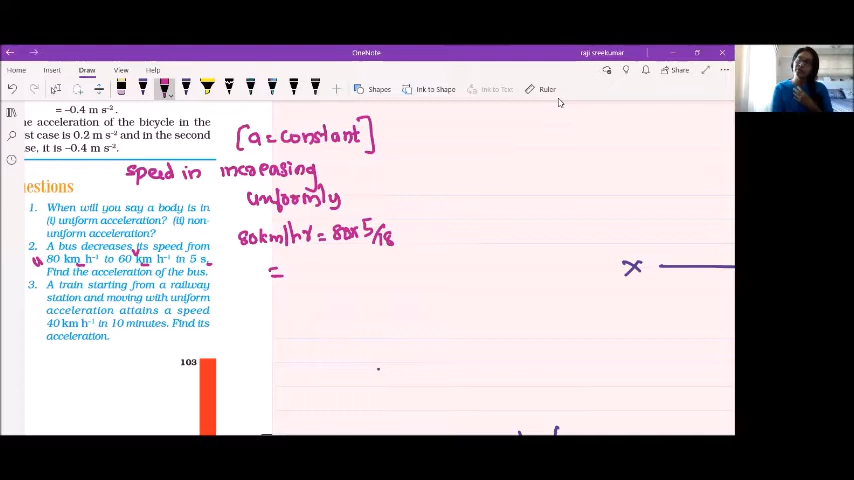 OneNote
raji sreekumar
Home Insert Draw View Help
Share
Shapes Ink to Shape Ink to Text Ruler
= –0.4 m s⁻².
ne acceleration of the bicycle in the
st case is 0.2 m s⁻² and in the second
se, it is –0.4 m s⁻².
uestions
1. When will you say a body is in
(i) uniform acceleration? (ii) non-
uniform acceleration?
2. A bus decreases its speed from
80 km h⁻¹ to 60 km h⁻¹ in 5 s.
Find the acceleration of the bus.
3. A train starting from a railway
station and moving with uniform
acceleration attains a speed
40 km h⁻¹ in 10 minutes. Find its
acceleration.
103
u
v
[a = constant]
speed in increasing
uniformly
80km/hr = 80x 5/18
=
x